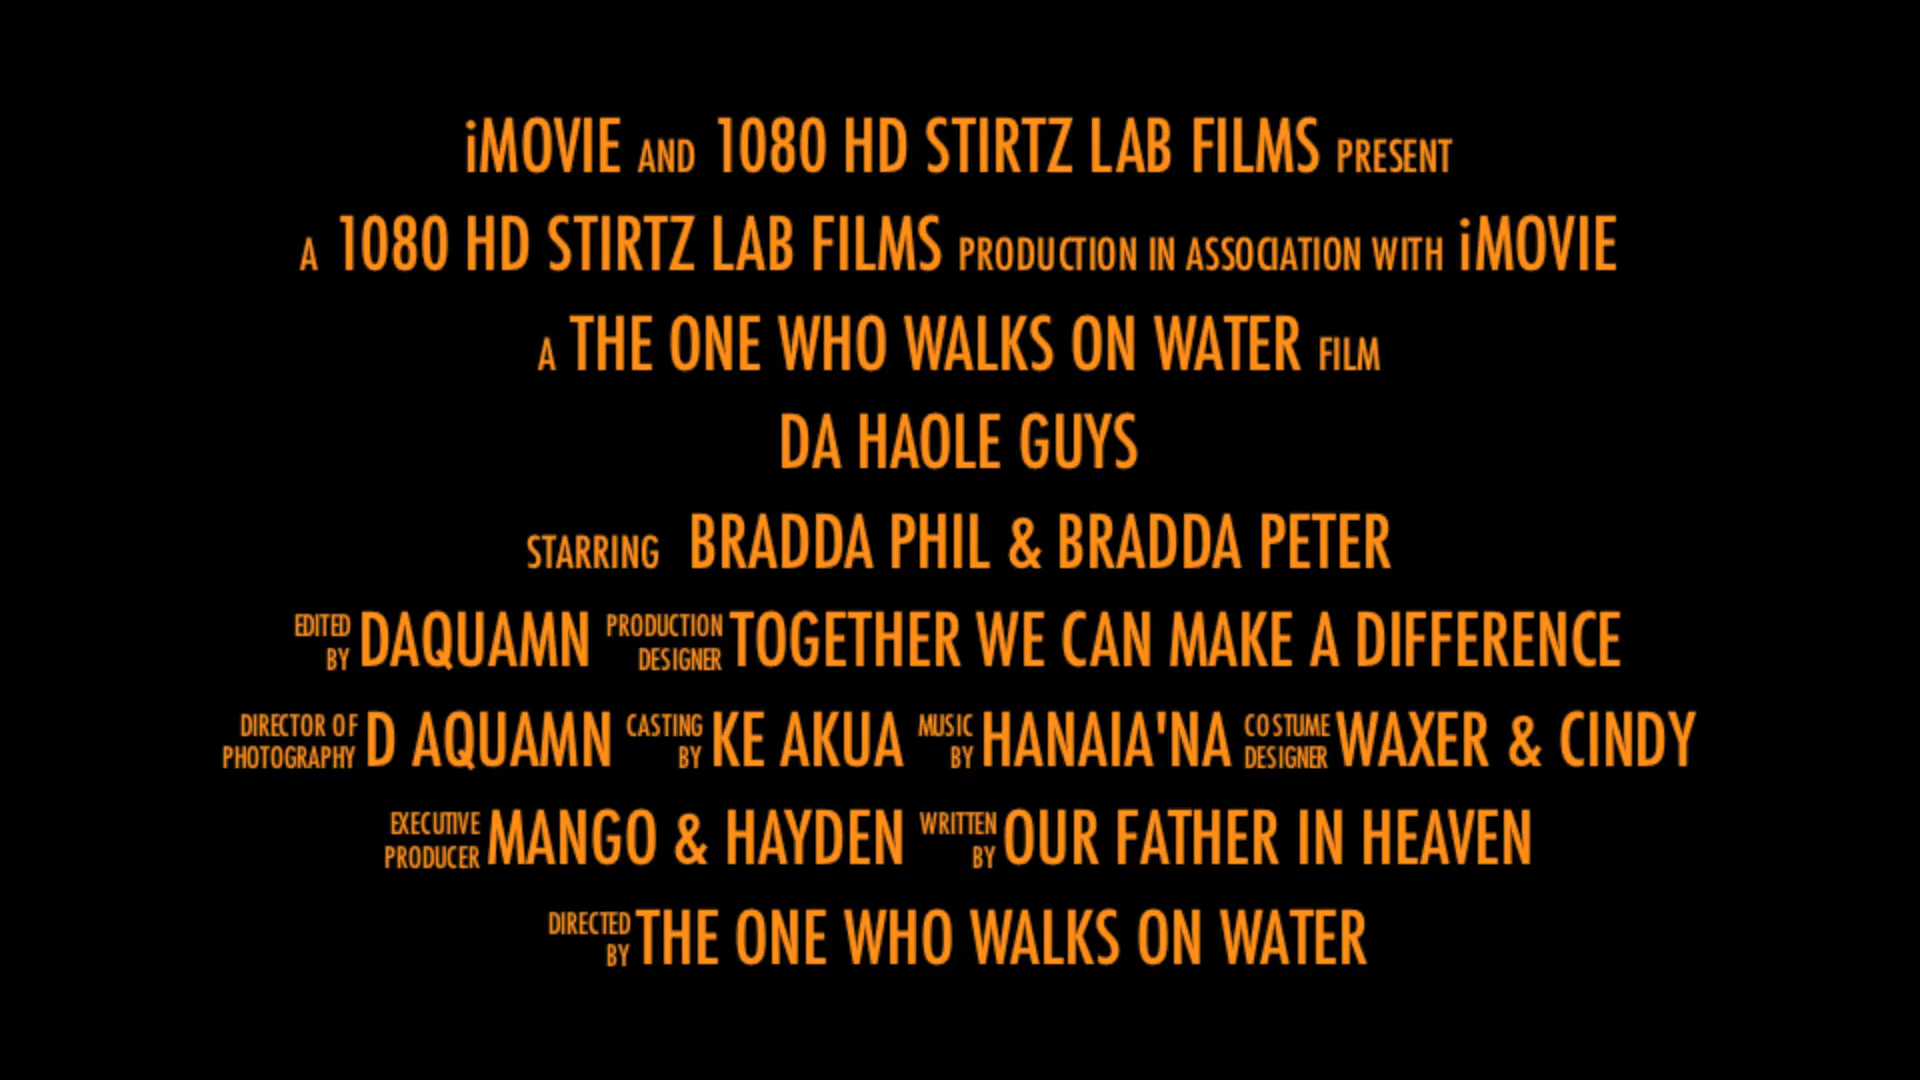 iMOVIE AND 1080 HD STIRTZ LAB FILMS PRESENT
A 1080 HD STIRTZ LAB FILMS PRODUCTION IN ASSOCIATION WITH iMOVIE
A THE ONE WHO WALKS ON WATER FILM
DA HAOLE GUYS
STARRING BRADDA PHIL & BRADDA PETER
EDITED BY DAQUAMN PRODUCTION DESIGNER TOGETHER WE CAN MAKE A DIFFERENCE
DIRECTOR OF PHOTOGRAPHY D AQUAMN CASTING BY KE AKUA MUSIC BY HANAIA'NA COSTUME DESIGNER WAXER & CINDY
EXECUTIVE PRODUCER MANGO & HAYDEN WRITTEN BY OUR FATHER IN HEAVEN
DIRECTED BY THE ONE WHO WALKS ON WATER